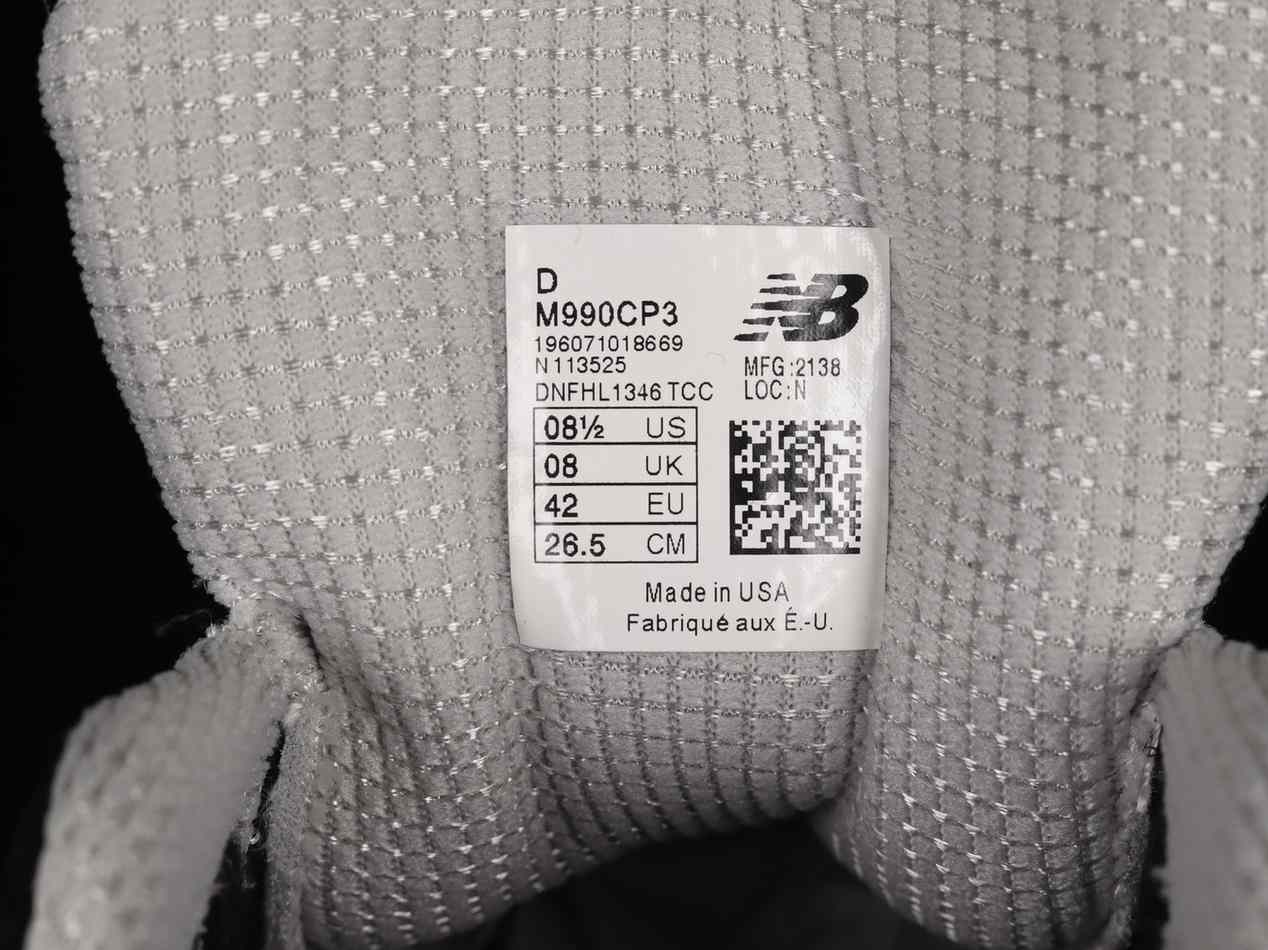 D
M990CP3
196071018669
N113525
DNFHL1346 TCC
NB
MFG:2138
LOC:N
08½ US
08 UK
42 EU
26.5 CM
Made in USA
Fabriqué aux É.-U.